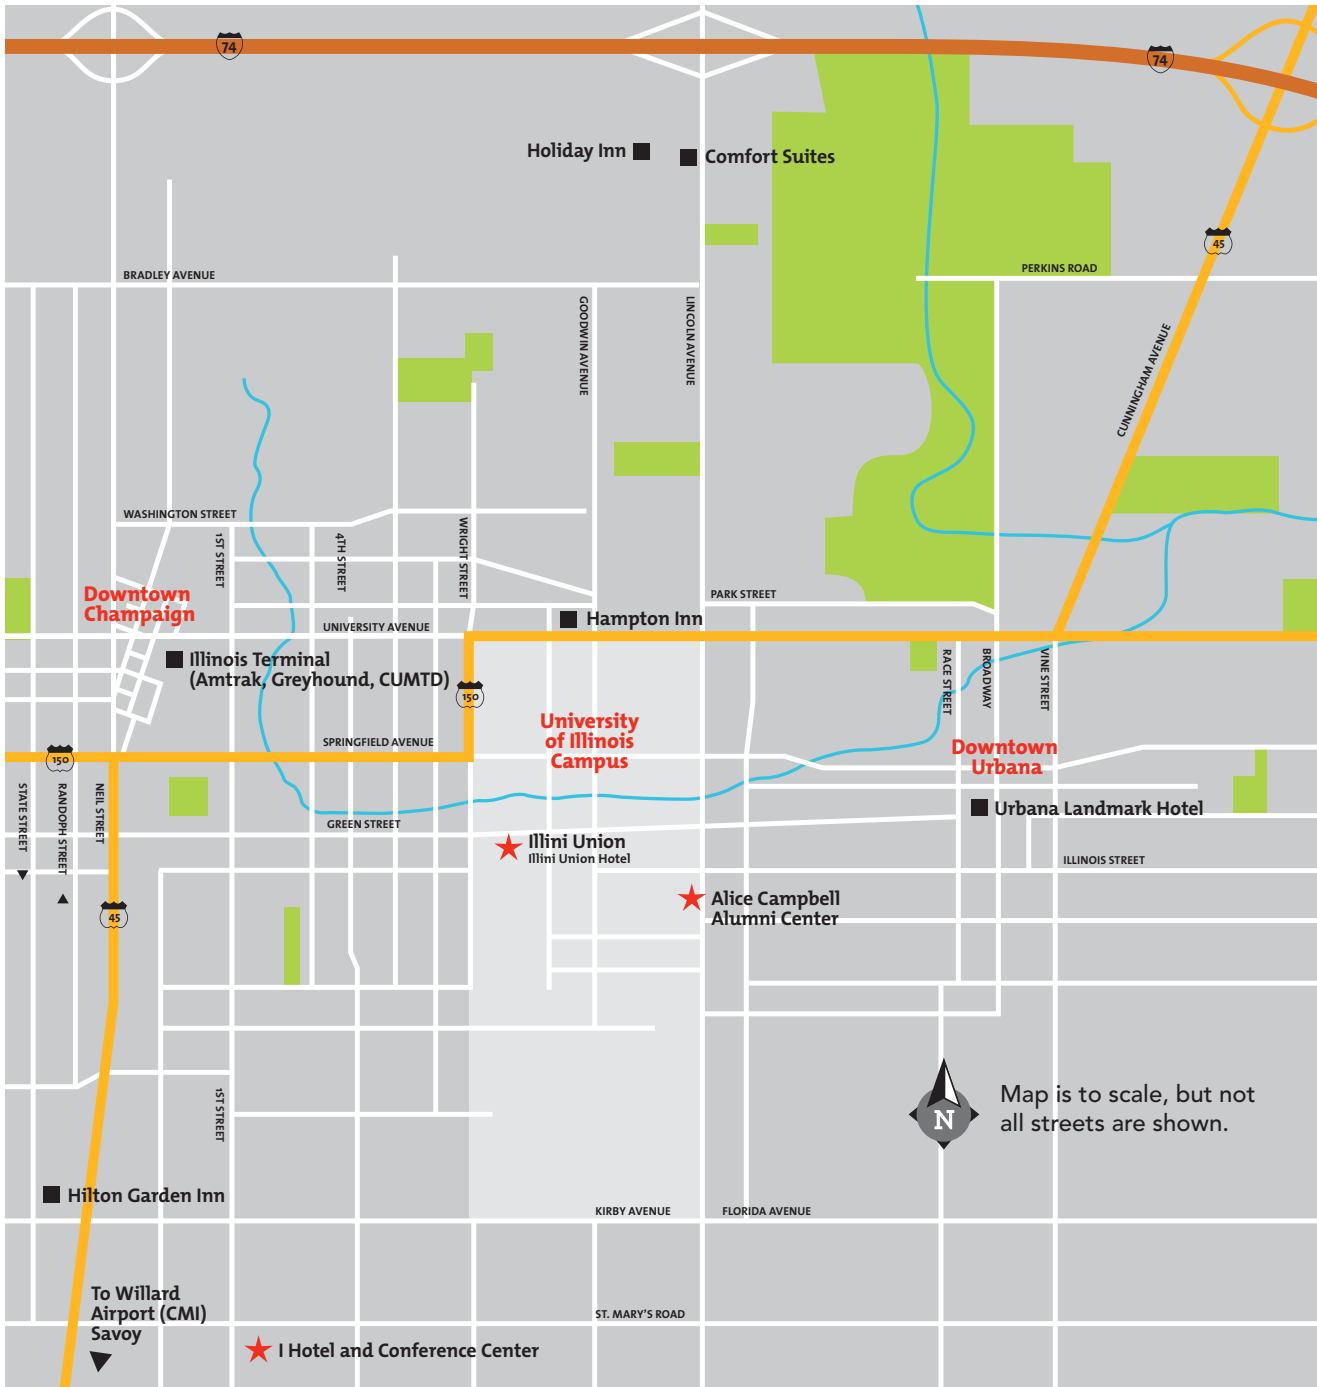 74
74
Holiday Inn
Comfort Suites
45
BRADLEY AVENUE
PERKINS ROAD
GOODWIN AVENUE
LINCOLN AVENUE
CUNNINGHAM AVENUE
WASHINGTON STREET
1ST STREET
4TH STREET
WRIGHT STREET
Downtown
Champaign
PARK STREET
UNIVERSITY AVENUE
Hampton Inn
Illinois Terminal
(Amtrak, Greyhound, CUMTD)
150
RACE STREET
BROADWAY
VINE STREET
University
of Illinois
Campus
SPRINGFIELD AVENUE
Downtown
Urbana
150
STATE STREET
RANDOPH STREET
NEIL STREET
Urbana Landmark Hotel
GREEN STREET
Illini Union
Illini Union Hotel
ILLINOIS STREET
45
Alice Campbell
Alumni Center
1ST STREET
N
Map is to scale, but not
all streets are shown.
Hilton Garden Inn
KIRBY AVENUE
FLORIDA AVENUE
To Willard
Airport (CMI)
Savoy
ST. MARY'S ROAD
I Hotel and Conference Center